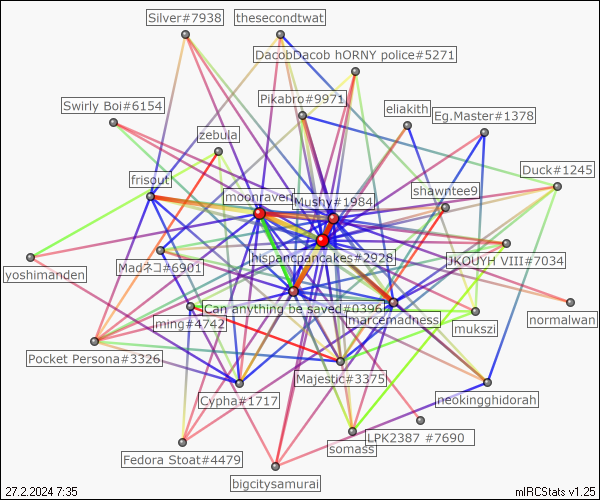 Silver#7938
thesecondtwat
DacobDacob hORNY police#5271
Swirly Boi#6154
Pikabro#9971
eliakith
Eg.Master#1378
zebula
Duck#1245
frisout
moonraven
Mushy#1984
shawntee9
hispancpancakes#2928
JKOUYH VIII#7034
yoshimanden
Madネコ#6901
Can anything be saved#0396
normalwan
ming#4742
marcemadness
mukszi
Pocket Persona#3326
Majestic#3375
Cypha#1717
neokingghidorah
LPK2387 #7690
Fedora Stoat#4479
somass
bigcitysamurai
27.2.2024 7:35
mIRCStats v1.25